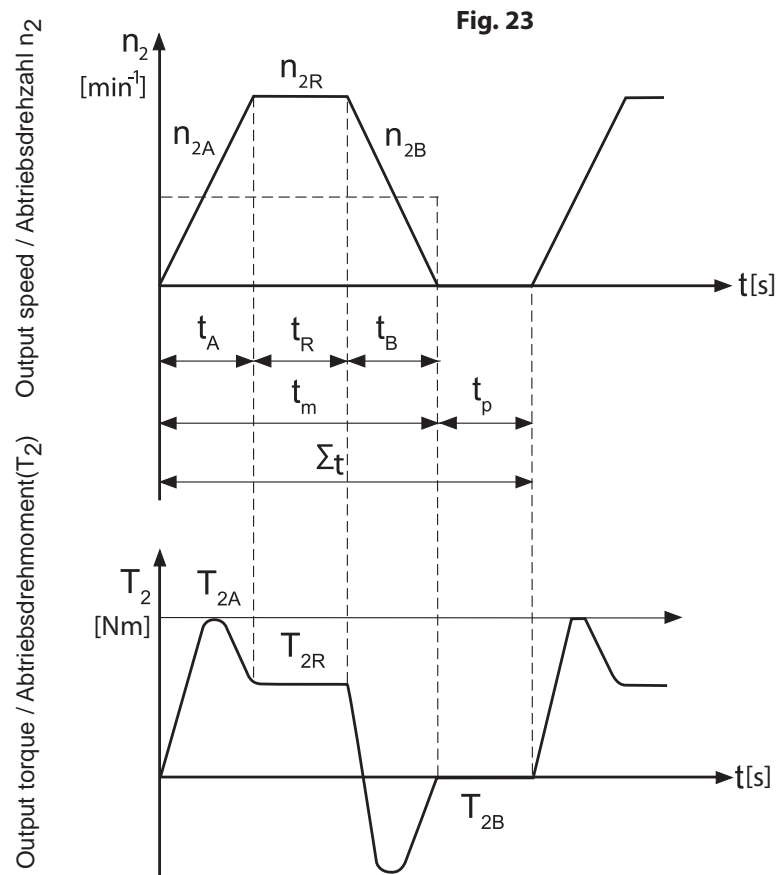 Fig. 23
Output speed / Abtriebsdrehzahl n2
n2
[min-1]
n2R
n2A
n2B
t[s]
tA
tR
tB
tm
tp
Σt
Output torque / Abtriebsdrehmoment(T2)
T2
[Nm]
T2A
T2R
T2B
t[s]